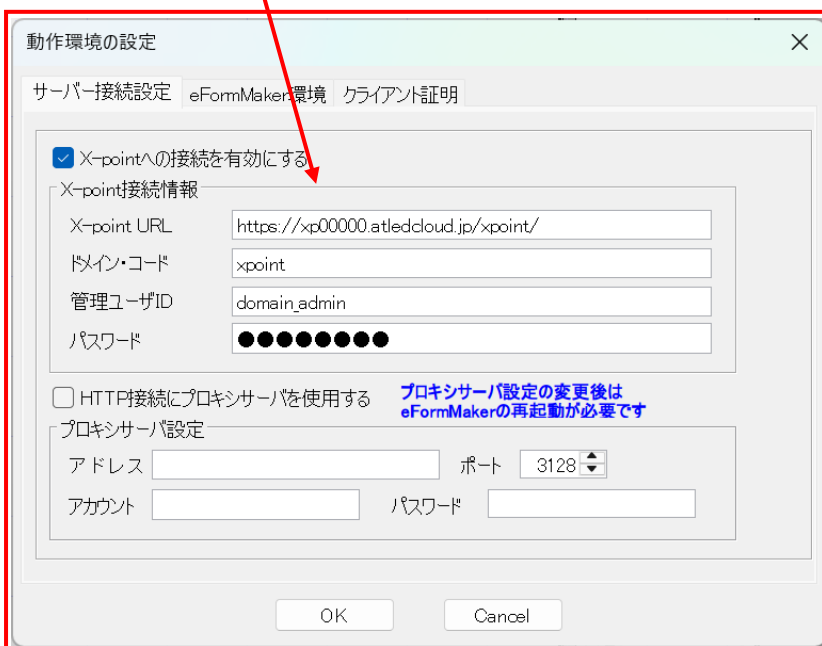 動作環境の設定
サーバー接続設定 eFormMaker環境 クライアント証明
X-pointへの接続を有効にする
X-point接続情報
X-point URL https://xp00000.atledcloud.jp/xpoint/
ドメイン・コード xpoint
管理ユーザID domain_admin
パスワード ●●●●●●●●
HTTP接続にプロキシサーバを使用する プロキシサーバ設定の変更後は
eFormMakerの再起動が必要です
プロキシサーバ設定
アドレス ポート 3128
アカウント パスワード
OK Cancel